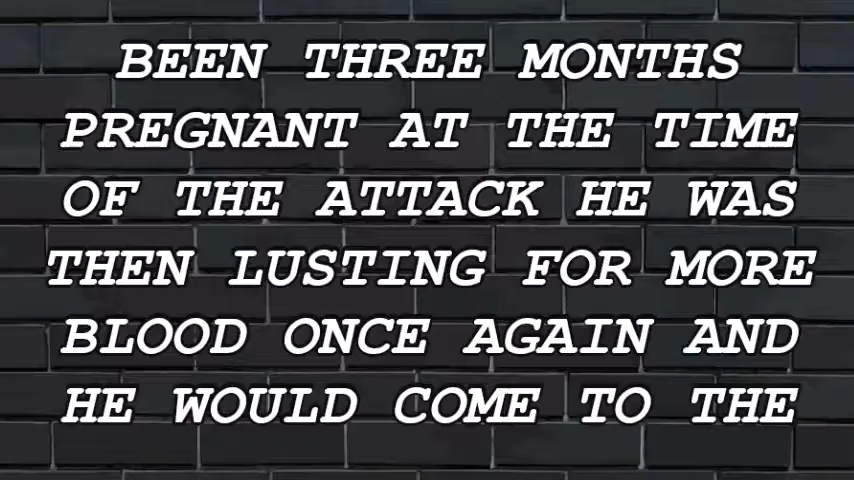 BEEN THREE MONTHS
PREGNANT AT THE TIME
OF THE ATTACK HE WAS
THEN LUSTING FOR MORE
BLOOD ONCE AGAIN AND
HE WOULD COME TO THE